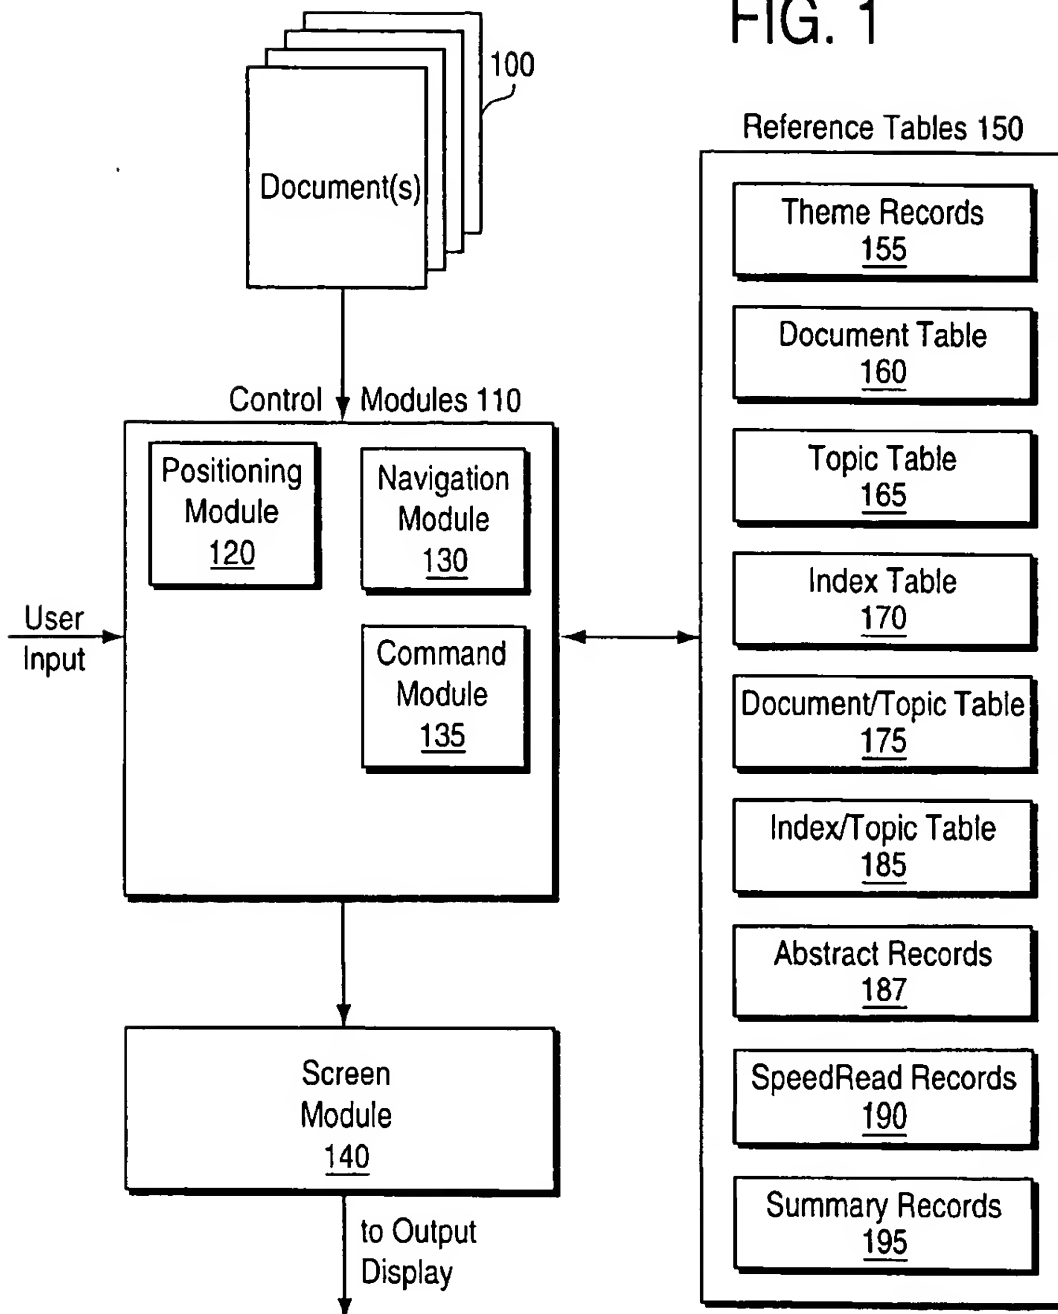 FIG. 1
100
Document(s)
Reference Tables 150
Theme Records
155
Document Table
160
Topic Table
165
Index Table
170
Document/Topic Table
175
Index/Topic Table
185
Abstract Records
187
SpeedRead Records
190
Summary Records
195
Control Modules 110
Positioning
Module
120
Navigation
Module
130
Command
Module
135
User
Input
Screen
Module
140
to Output
Display